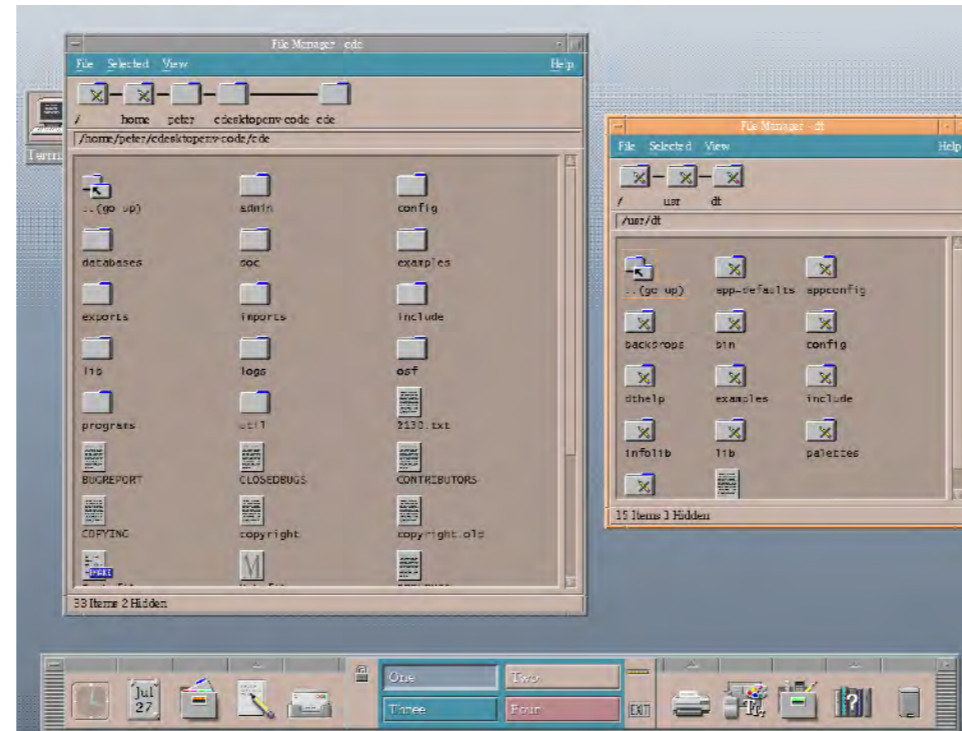 File Manager - cde
File Selected View Help
/ home peter cdesktopenv-code cde
/home/peter/cdesktopenv-code/cde
..(go up) admin config
databases doc examples
exports imports include
lib logs osf
programs util 2130.txt
BUGREPORT CLOSEDBUGS CONTRIBUTORS
COPYING copyright copyright.old
MAKE M
33 Items 2 Hidden
File Manager - dt
File Selected View Help
/ usr dt
/usr/dt
..(go up) app-defaults appconfig
backdrops bin config
dthelp examples include
infolib lib palettes
15 Items 1 Hidden
Jul
27
One Two
Three Four
EXIT